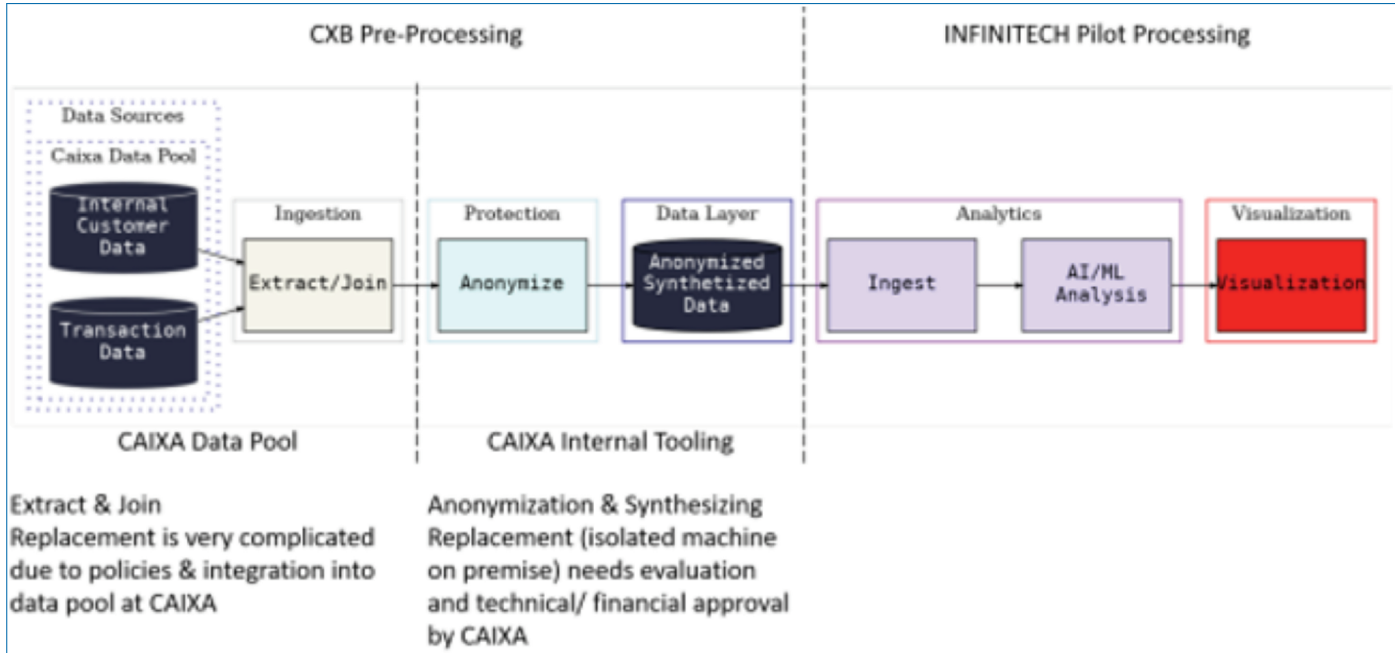 CXB Pre-Processing
INFINITECH Pilot Processing
Data Sources
Caixa Data Pool
Internal
Customer
Data
Transaction
Data
Ingestion
Extract/Join
Protection
Anonymize
Data Layer
Anonymized
Synthetized
Data
Analytics
Ingest
AI/ML
Analysis
Visualization
Visualization
CAIXA Data Pool
CAIXA Internal Tooling
Extract & Join
Replacement is very complicated
due to policies & integration into
data pool at CAIXA
Anonymization & Synthesizing
Replacement (isolated machine
on premise) needs evaluation
and technical/ financial approval
by CAIXA